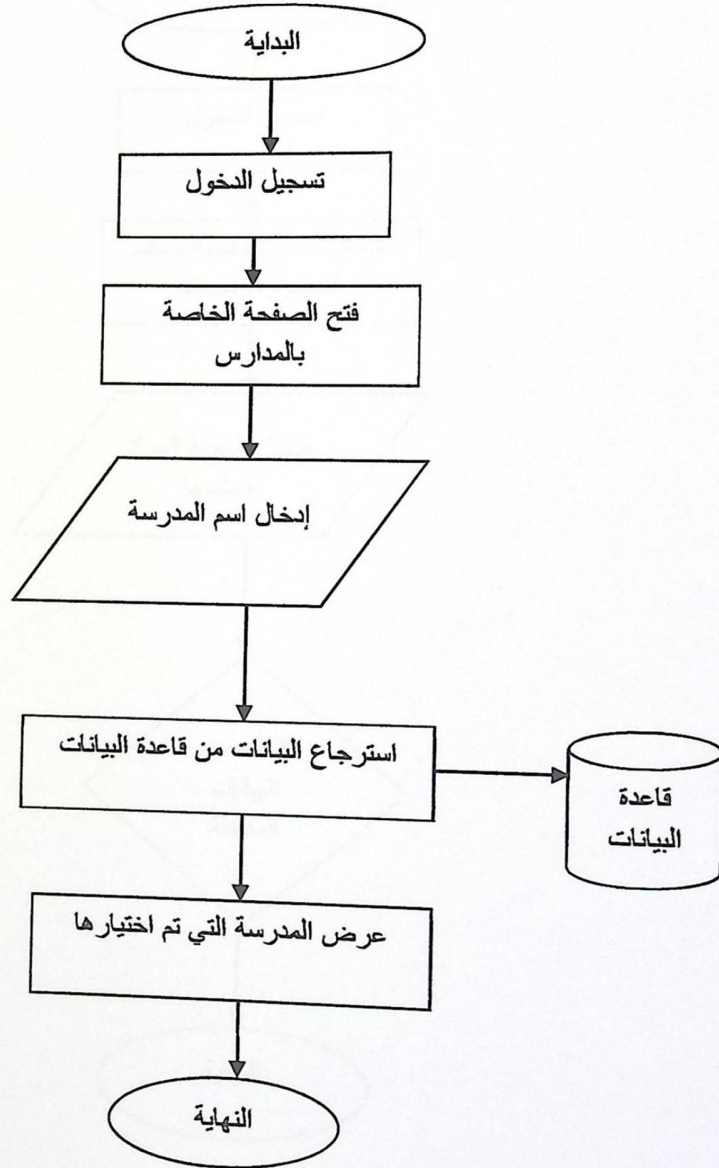 البداية
تسجيل الدخول
فتح الصفحة الخاصة
بالمدارس
إدخال اسم المدرسة
استرجاع البيانات من قاعدة البيانات
قاعدة
البيانات
عرض المدرسة التي تم اختيارها
النهاية